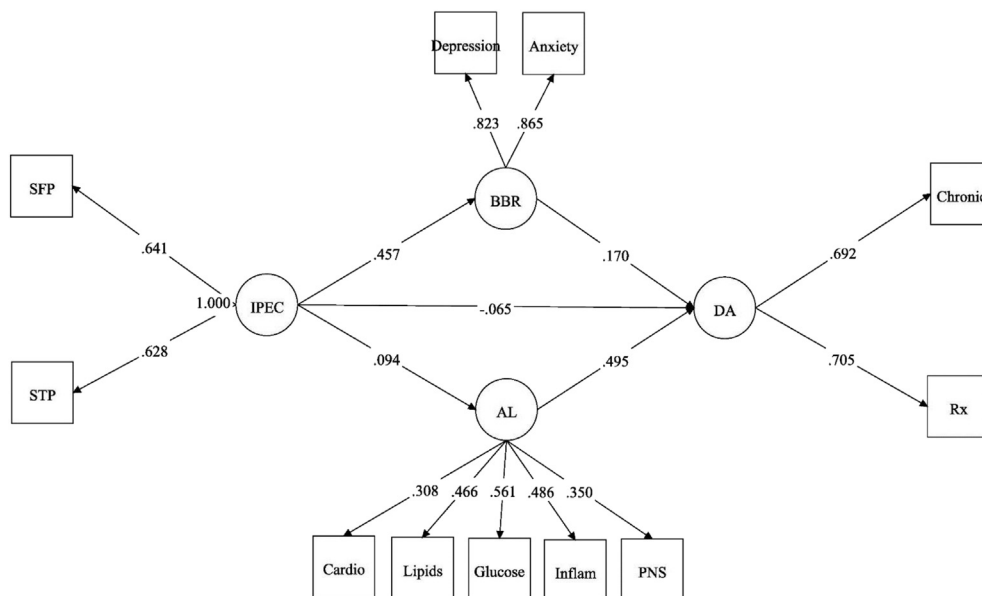 Depression Anxiety
.823 .865
SFP
BBR
Chronic
.641
.457
.170
.692
1.000 IPEC
-.065
DA
STP
.628
.094
.495
.705
AL
Rx
.308 .466 .561 .486 .350
Cardio Lipids Glucose Inflam PNS